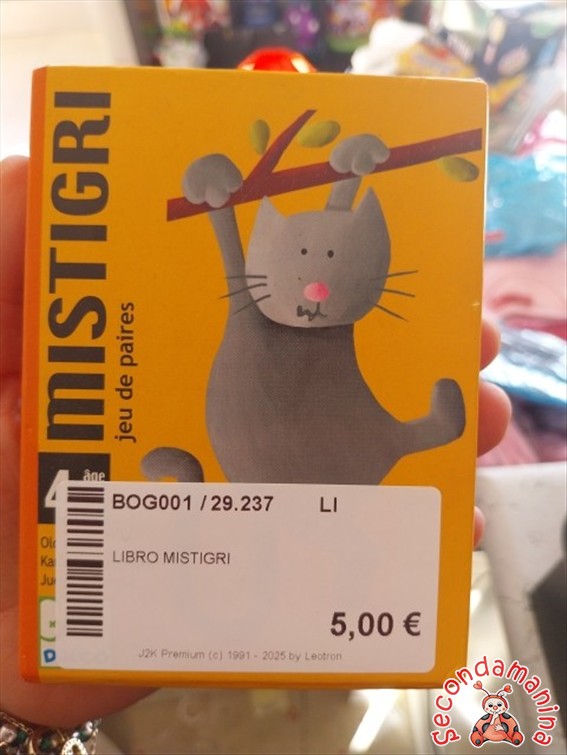 MISTIGRI
jeu de paires
4
âge
BOG001 / 29.237 LI
LIBRO MISTIGRI
5,00 €
J2K Premium (c) 1991 - 2025 by Leotron
Secondamanina